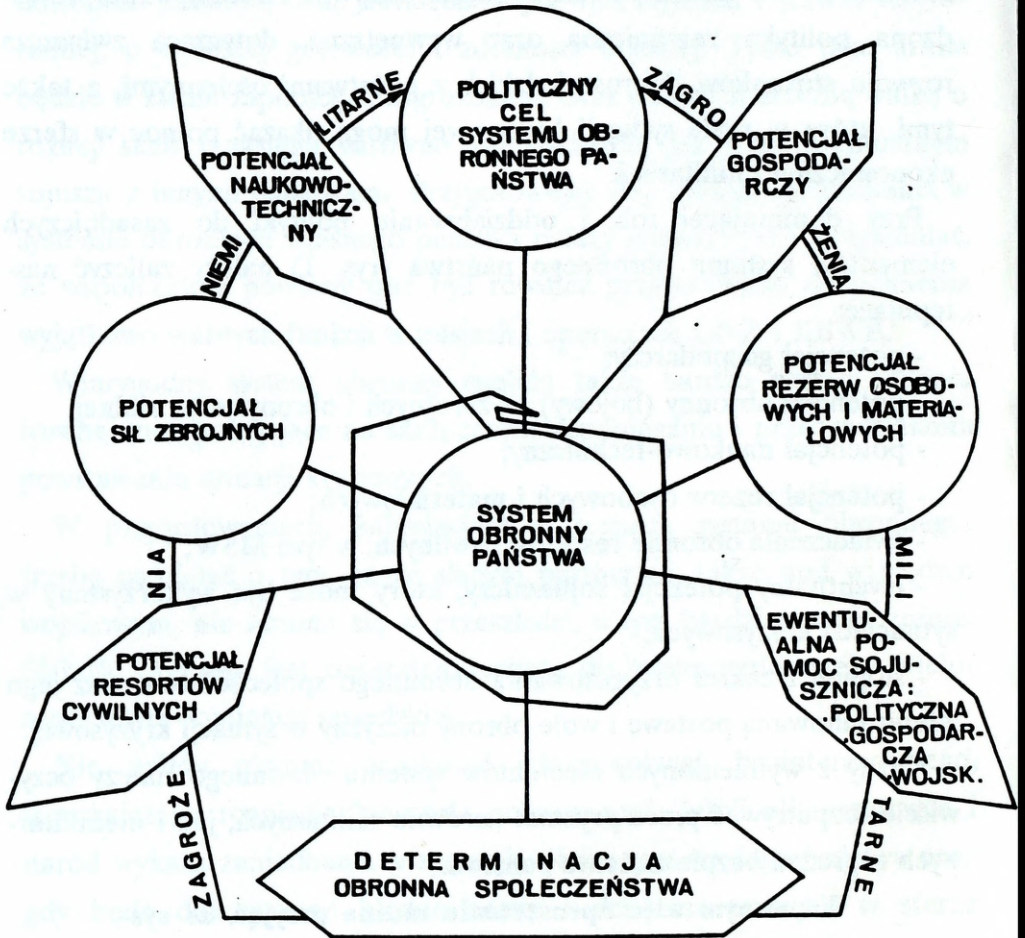 LITARNE
ZAGRO
POLITYCZNY
CEL
SYSTEMU OB-
RONNEGO PA-
ŃSTWA
POTENCJAŁ
NAUKOWO-
TECHNICZ-
NY
POTENCJAŁ
GOSPODA-
RCZY
NIEMI
ŻENIA
POTENCJAŁ
SIŁ ZBROJNYCH
POTENCJAŁ
REZERW OSOBO-
WYCH I MATERIA-
ŁOWYCH
SYSTEM
OBRONNY
PAŃSTWA
NIA
MILI
POTENCJAŁ
RESORTÓW
CYWILNYCH
EWENTU-
ALNA PO-
MOC SOJU-
SZNICZA:
POLITYCZNA
GOSPODAR-
CZA
WOJSK.
ZAGROŻE
TARNE
DETERMINACJA
OBRONNA SPOŁECZEŃSTWA